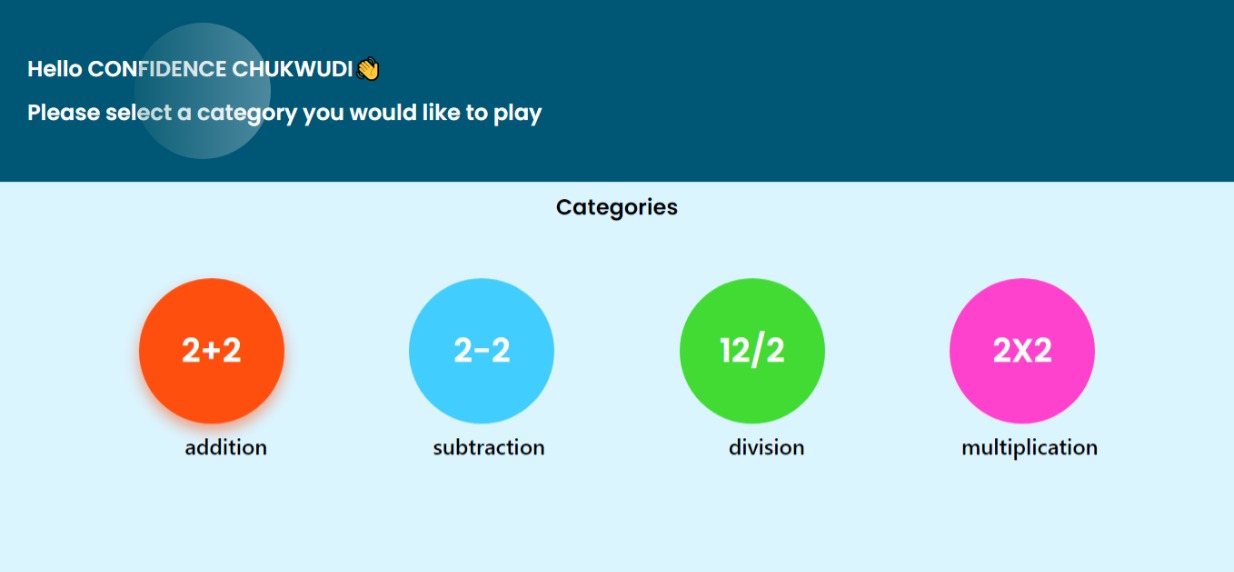 Hello CONFIDENCE CHUKWUDI👋
Please select a category you would like to play
Categories
2+2
2-2
12/2
2X2
addition
subtraction
division
multiplication